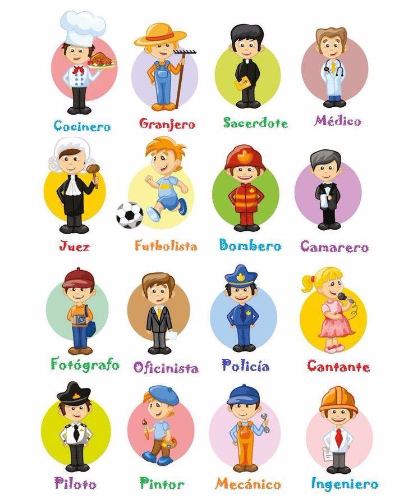 Cocinero
Granjero
Sacerdote
Médico
Juez
Futbolista
Bombero
Camarero
Fotógrafo
Oficinista
Policía
Cantante
Piloto
Pintor
Mecánico
Ingeniero